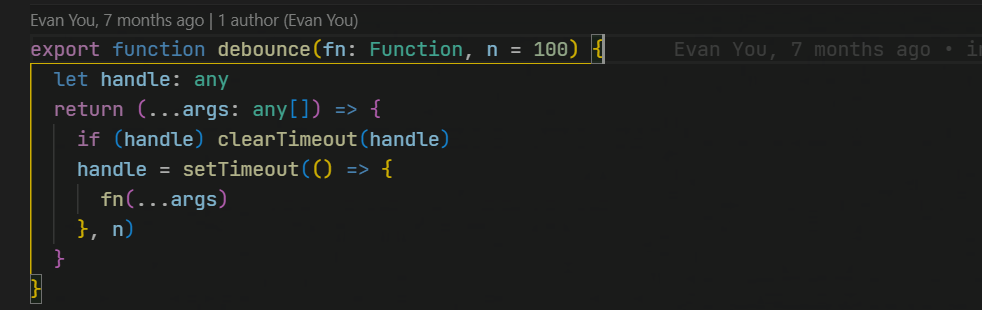 Evan You, 7 months ago | 1 author (Evan You)
export function debounce(fn: Function, n = 100) { Evan You, 7 months ago •
let handle: any
return (...args: any[]) => {
if (handle) clearTimeout(handle)
handle = setTimeout(() => {
fn(...args)
}, n)
}
}